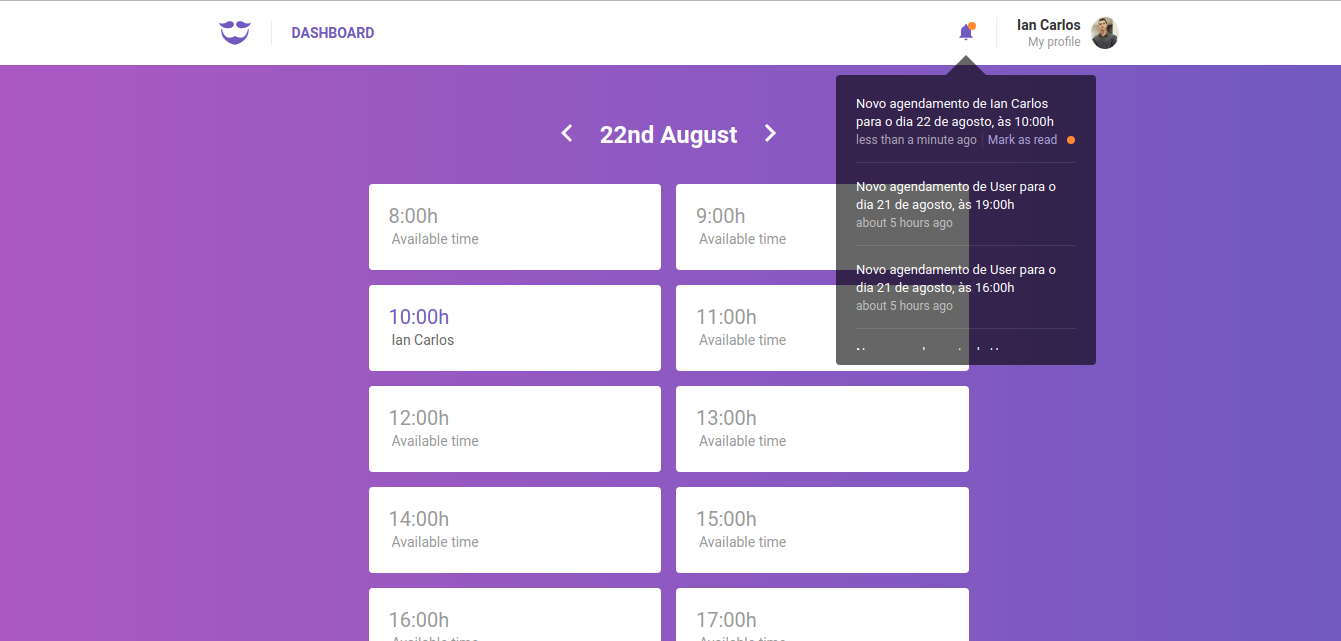 DASHBOARD
Ian Carlos
My profile
22nd August
Novo agendamento de Ian Carlos
para o dia 22 de agosto, às 10:00h
less than a minute ago Mark as read
Novo agendamento de User para o
dia 21 de agosto, às 19:00h
about 5 hours ago
Novo agendamento de User para o
dia 21 de agosto, às 16:00h
about 5 hours ago
8:00h
Available time
9:00h
10:00h
Ian Carlos
11:00h
Available time
12:00h
Available time
13:00h
Available time
14:00h
Available time
15:00h
Available time
16:00h
Available time
17:00h
Available time